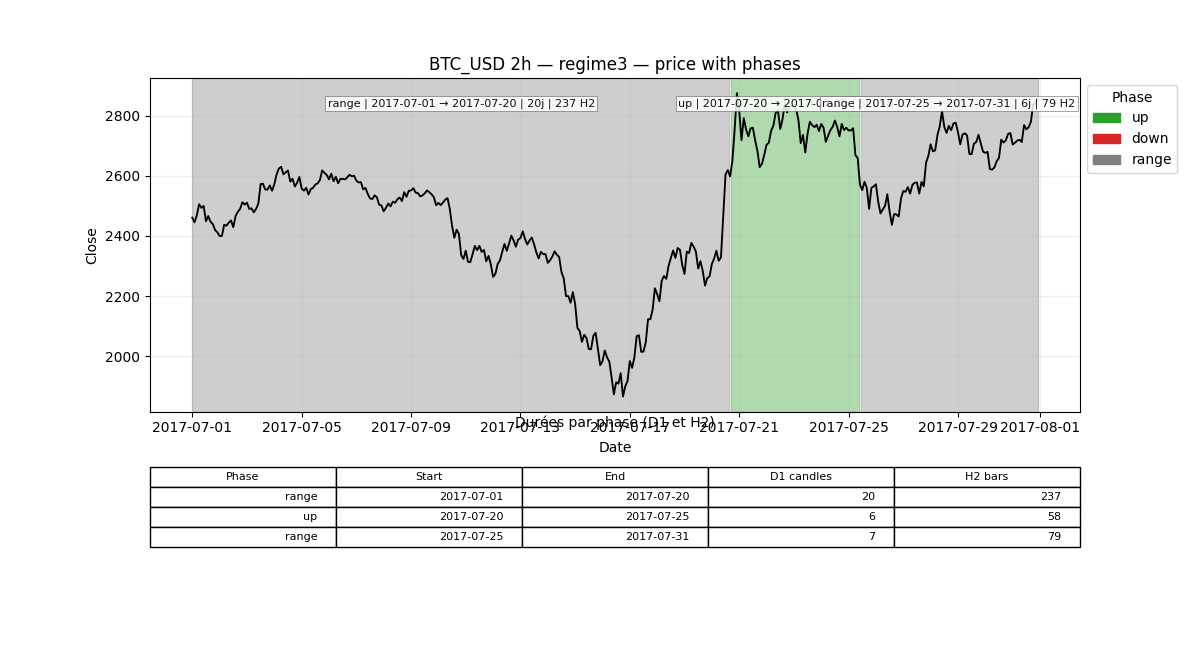 BTC_USD 2h — regime3 — price with phases
range | 2017-07-01 → 2017-07-20 | 20j | 237 H2
up | 2017-07-20 → 2017-0
range | 2017-07-25 → 2017-07-31 | 6j | 79 H2
Phase
up
down
range
Close
2800
2600
2400
2200
2000
2017-07-01 2017-07-05 2017-07-09 2017-07-13 2017-07-17 2017-07-21 2017-07-25 2017-07-29 2017-08-01
Durées par phase (D1 et H2)
Date
Phase Start End D1 candles H2 bars
range 2017-07-01 2017-07-20 20 237
up 2017-07-20 2017-07-25 6 58
range 2017-07-25 2017-07-31 7 79